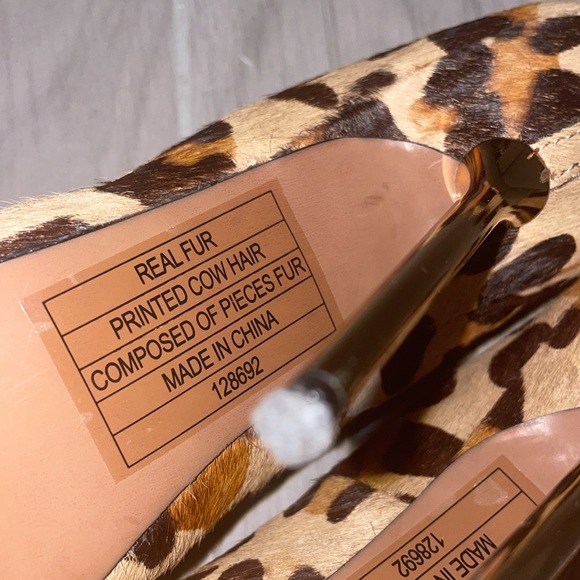 REAL FUR
PRINTED COW HAIR
COMPOSED OF PIECES FUR
MADE IN CHINA
128692
MADE IN
128692